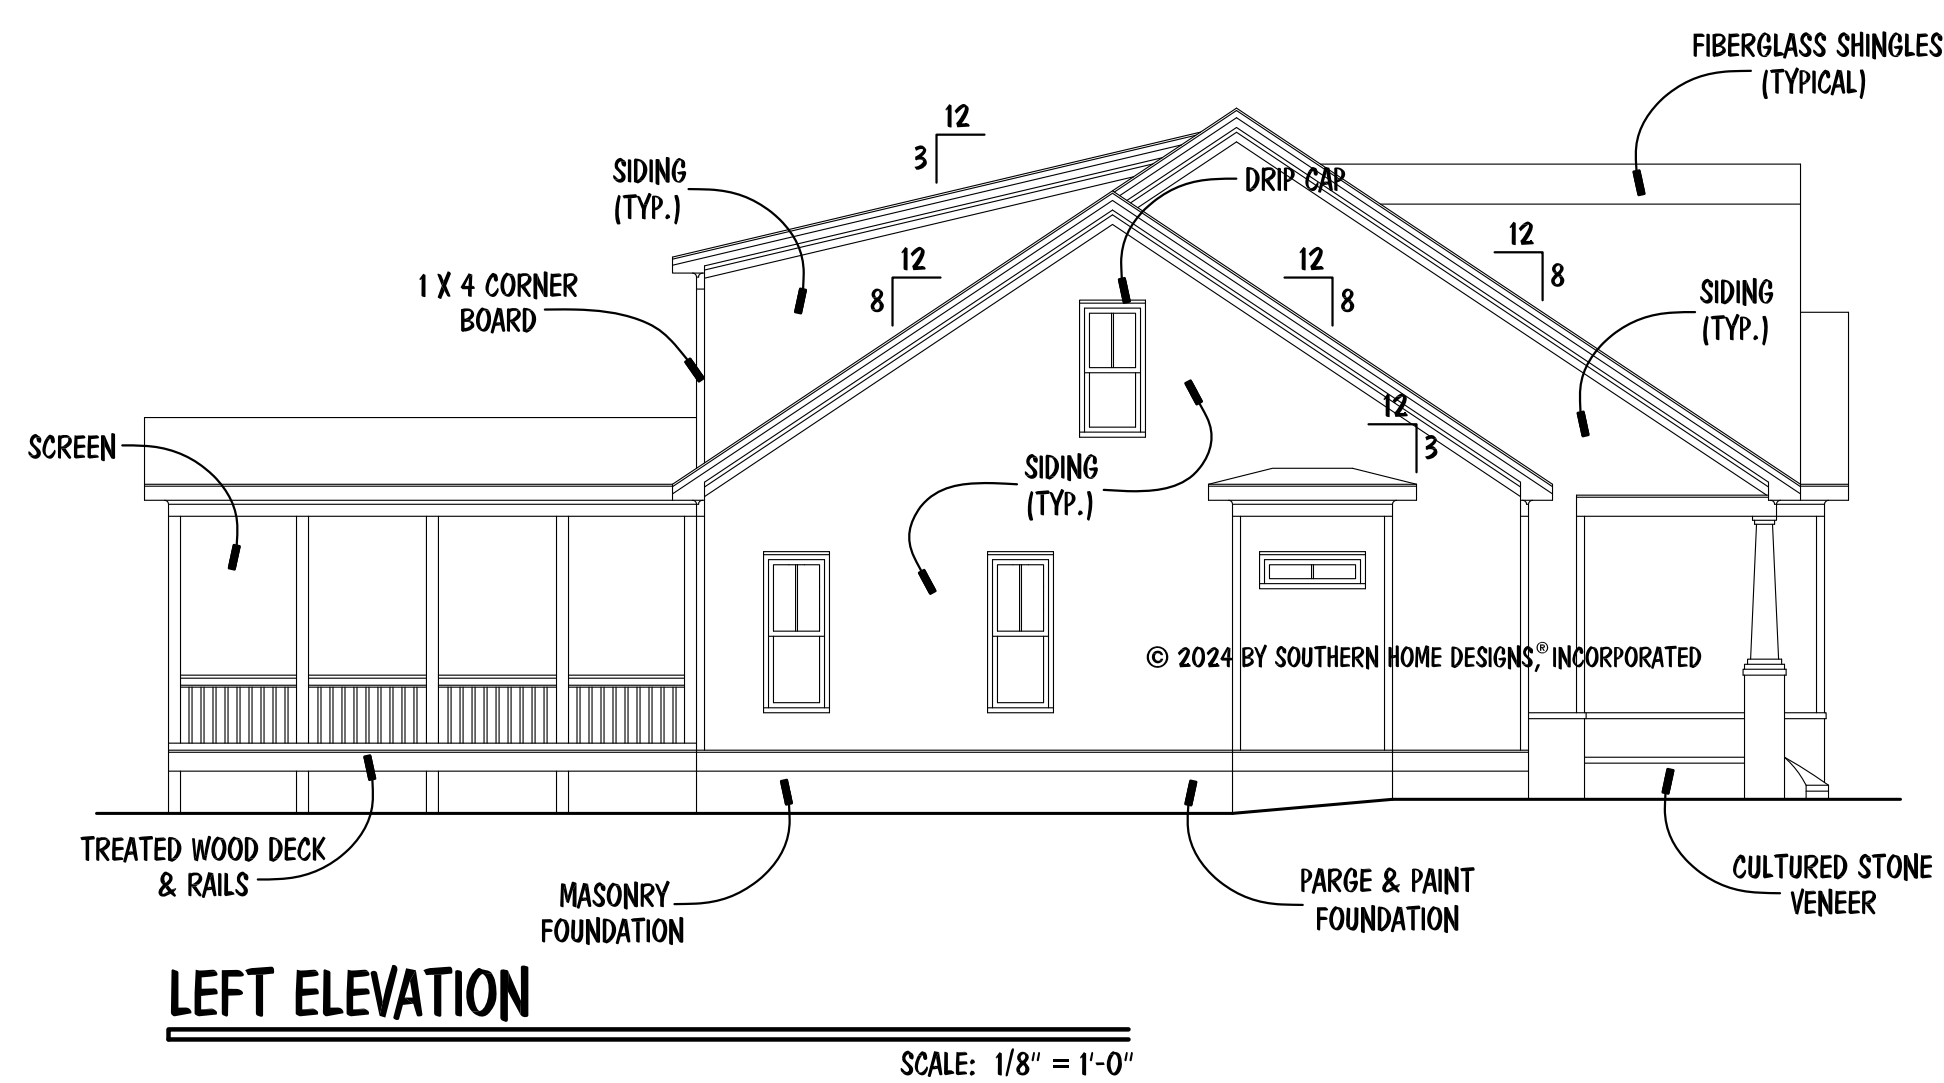 FIBERGLASS SHINGLES
(TYPICAL)
12
3
SIDING
(TYP.)
DRIP CAP
12
8
12
8
12
8
1 X 4 CORNER
BOARD
SIDING
(TYP.)
12
3
SCREEN
SIDING
(TYP.)
© 2024 BY SOUTHERN HOME DESIGNS,® INCORPORATED
TREATED WOOD DECK
& RAILS
MASONRY
FOUNDATION
PARGE & PAINT
FOUNDATION
CULTURED STONE
VENEER
LEFT ELEVATION
SCALE: 1/8" = 1'-0"